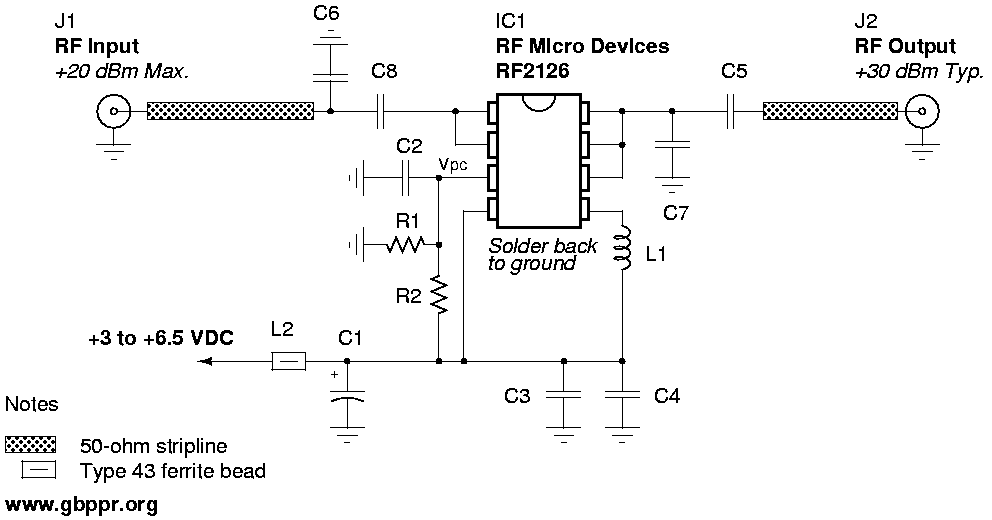 J1
RF Input
+20 dBm Max.
C6
C8
IC1
RF Micro Devices
RF2126
C5
J2
RF Output
+30 dBm Typ.
C2
Vpc
C7
R1
Solder back
to ground
L1
R2
+3 to +6.5 VDC
L2
C1
+
C3
C4
Notes
50-ohm stripline
Type 43 ferrite bead
www.gbppr.org